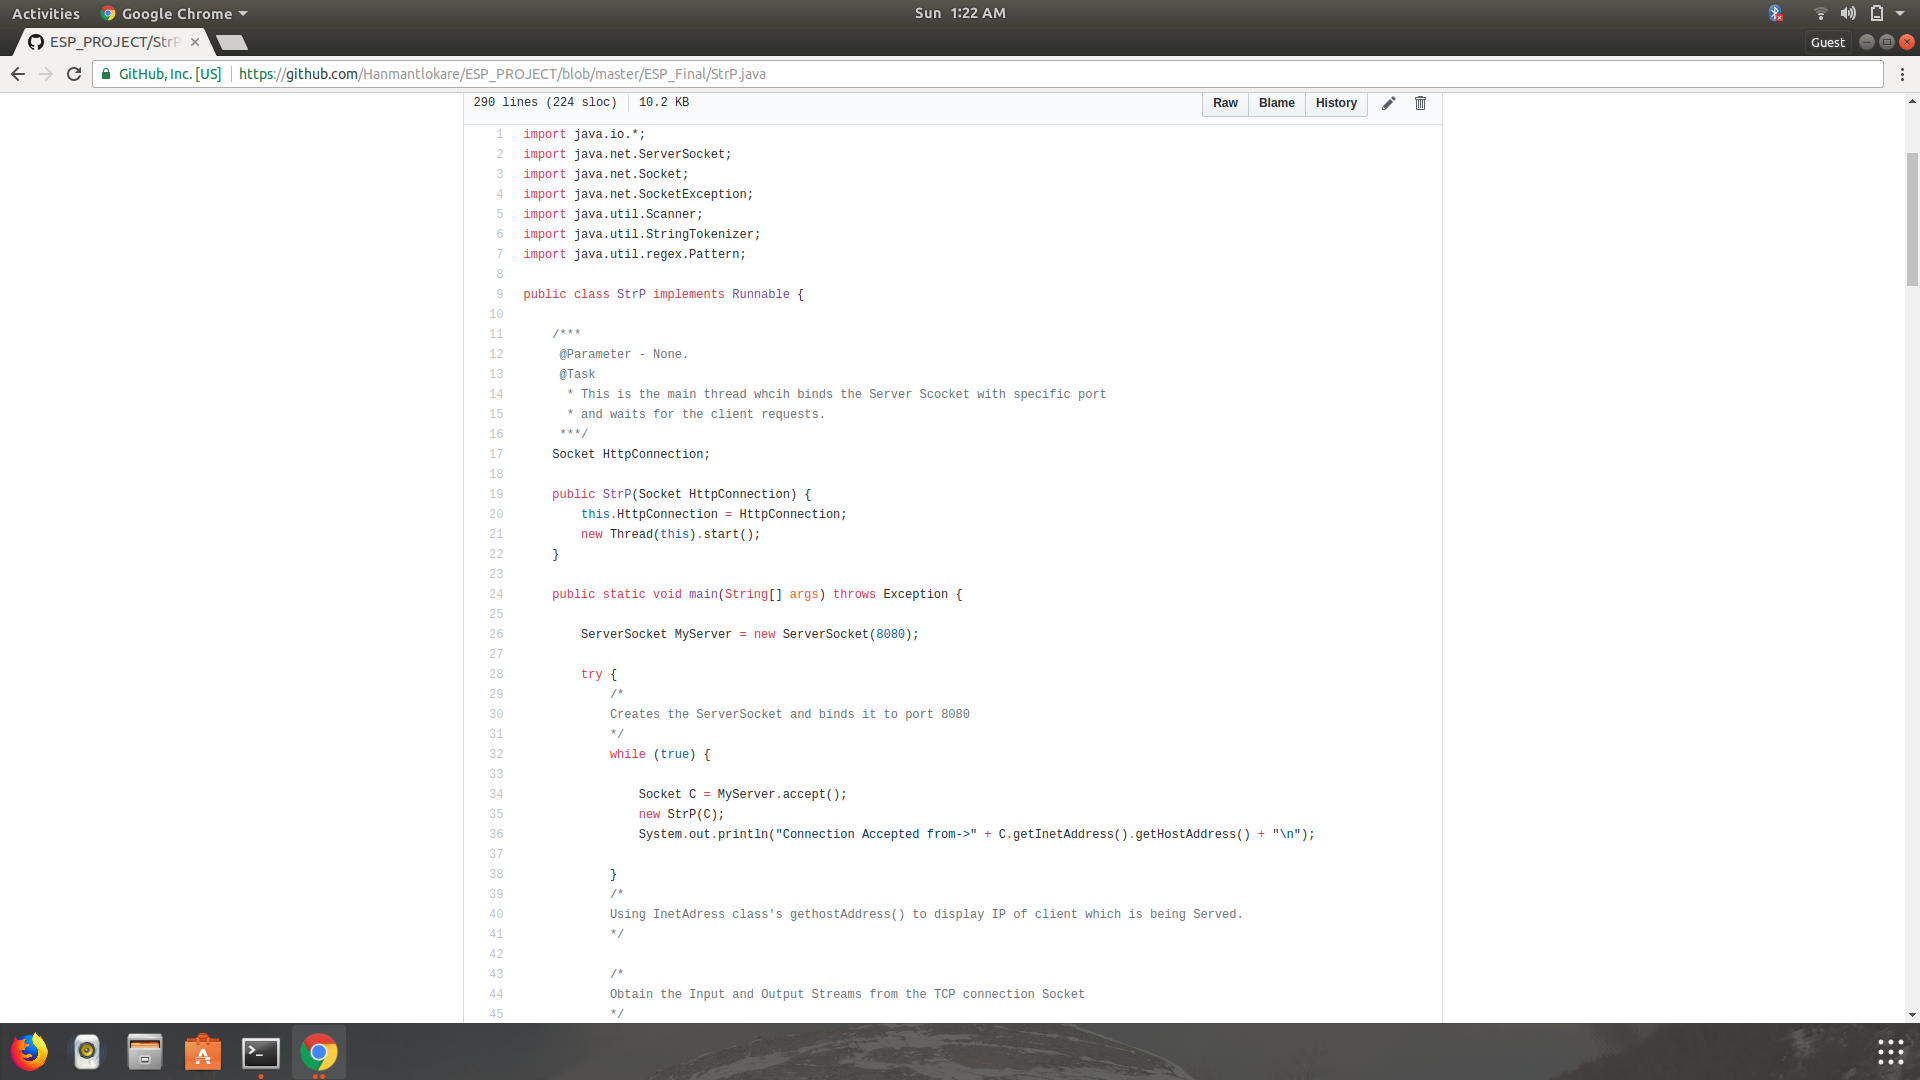 Activities Google Chrome Sun 1:22 AM
ESP_PROJECT/StrP Guest
GitHub, Inc. [US] https://github.com/Hanmantlokare/ESP_PROJECT/blob/master/ESP_Final/StrP.java
290 lines (224 sloc) 10.2 KB Raw Blame History
1 import java.io.*;
2 import java.net.ServerSocket;
3 import java.net.Socket;
4 import java.net.SocketException;
5 import java.util.Scanner;
6 import java.util.StringTokenizer;
7 import java.util.regex.Pattern;
8
9 public class StrP implements Runnable {
10
11 /***
12 @Parameter - None.
13 @Task
14 * This is the main thread whcih binds the Server Scocket with specific port
15 * and waits for the client requests.
16 ***/
17 Socket HttpConnection;
18
19 public StrP(Socket HttpConnection) {
20 this.HttpConnection = HttpConnection;
21 new Thread(this).start();
22 }
23
24 public static void main(String[] args) throws Exception {
25
26 ServerSocket MyServer = new ServerSocket(8080);
27
28 try {
29 /*
30 Creates the ServerSocket and binds it to port 8080
31 */
32 while (true) {
33
34 Socket C = MyServer.accept();
35 new StrP(C);
36 System.out.println("Connection Accepted from->" + C.getInetAddress().getHostAddress() + "\n");
37
38 }
39 /*
40 Using InetAdress class's gethostAddress() to display IP of client which is being Served.
41 */
42
43 /*
44 Obtain the Input and Output Streams from the TCP connection Socket
45 */